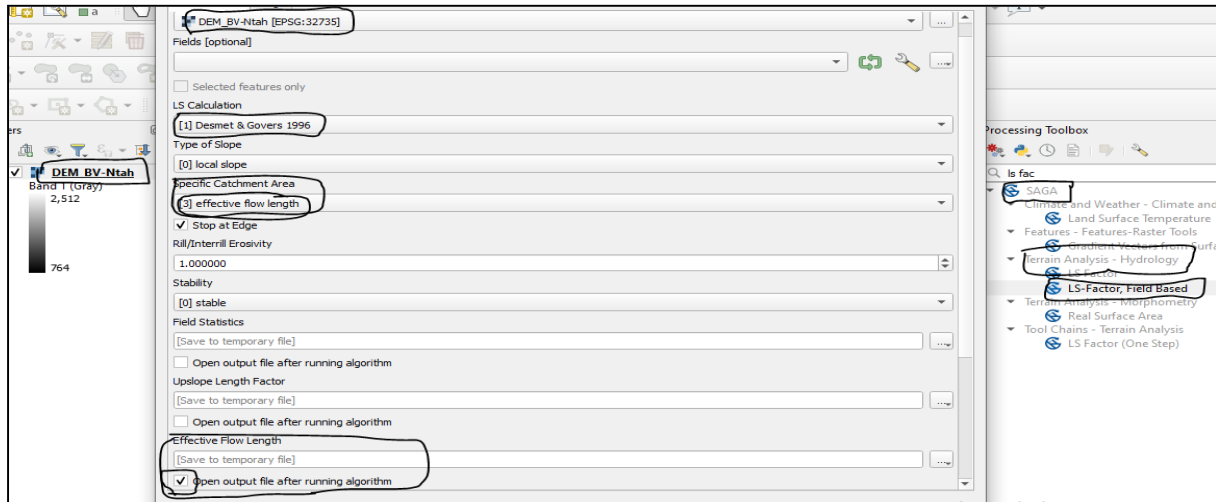 DEM_BV-Ntah [EPSG:32735]
Fields [optional]
Selected features only
LS Calculation
[1] Desmet & Govers 1996
Type of Slope
[0] local slope
Specific Catchment Area
[3] effective flow length
Stop at Edge
Rill/Interrill Erosivity
1.000000
Stability
[0] stable
Field Statistics
[Save to temporary file]
Open output file after running algorithm
Upslope Length Factor
[Save to temporary file]
Open output file after running algorithm
Effective Flow Length
[Save to temporary file]
Open output file after running algorithm
ers
DEM_BV-Ntah
Band 1 (Gray)
2,512
764
Processing Toolbox
ls fac
SAGA
Climate and Weather - Climate and
Land Surface Temperature
Features - Features-Raster Tools
Gradient Vectors from Surfa
Terrain Analysis - Hydrology
LS Factor
LS-Factor, Field Based
Terrain Analysis - Morphometry
Real Surface Area
Tool Chains - Terrain Analysis
LS Factor (One Step)